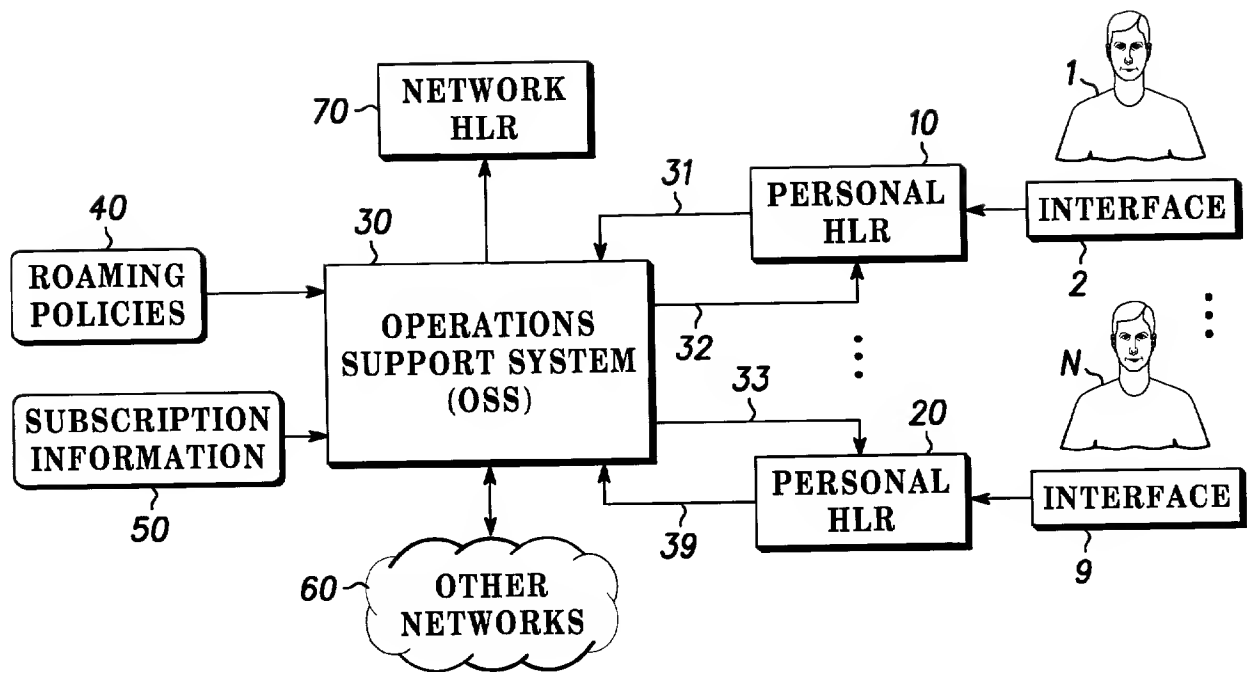 1
NETWORK
HLR
70
10
PERSONAL
HLR
31
INTERFACE
2
40
ROAMING
POLICIES
30
OPERATIONS
SUPPORT SYSTEM
(OSS)
32
N
33
20
SUBSCRIPTION
INFORMATION
50
PERSONAL
HLR
39
INTERFACE
9
60
OTHER
NETWORKS